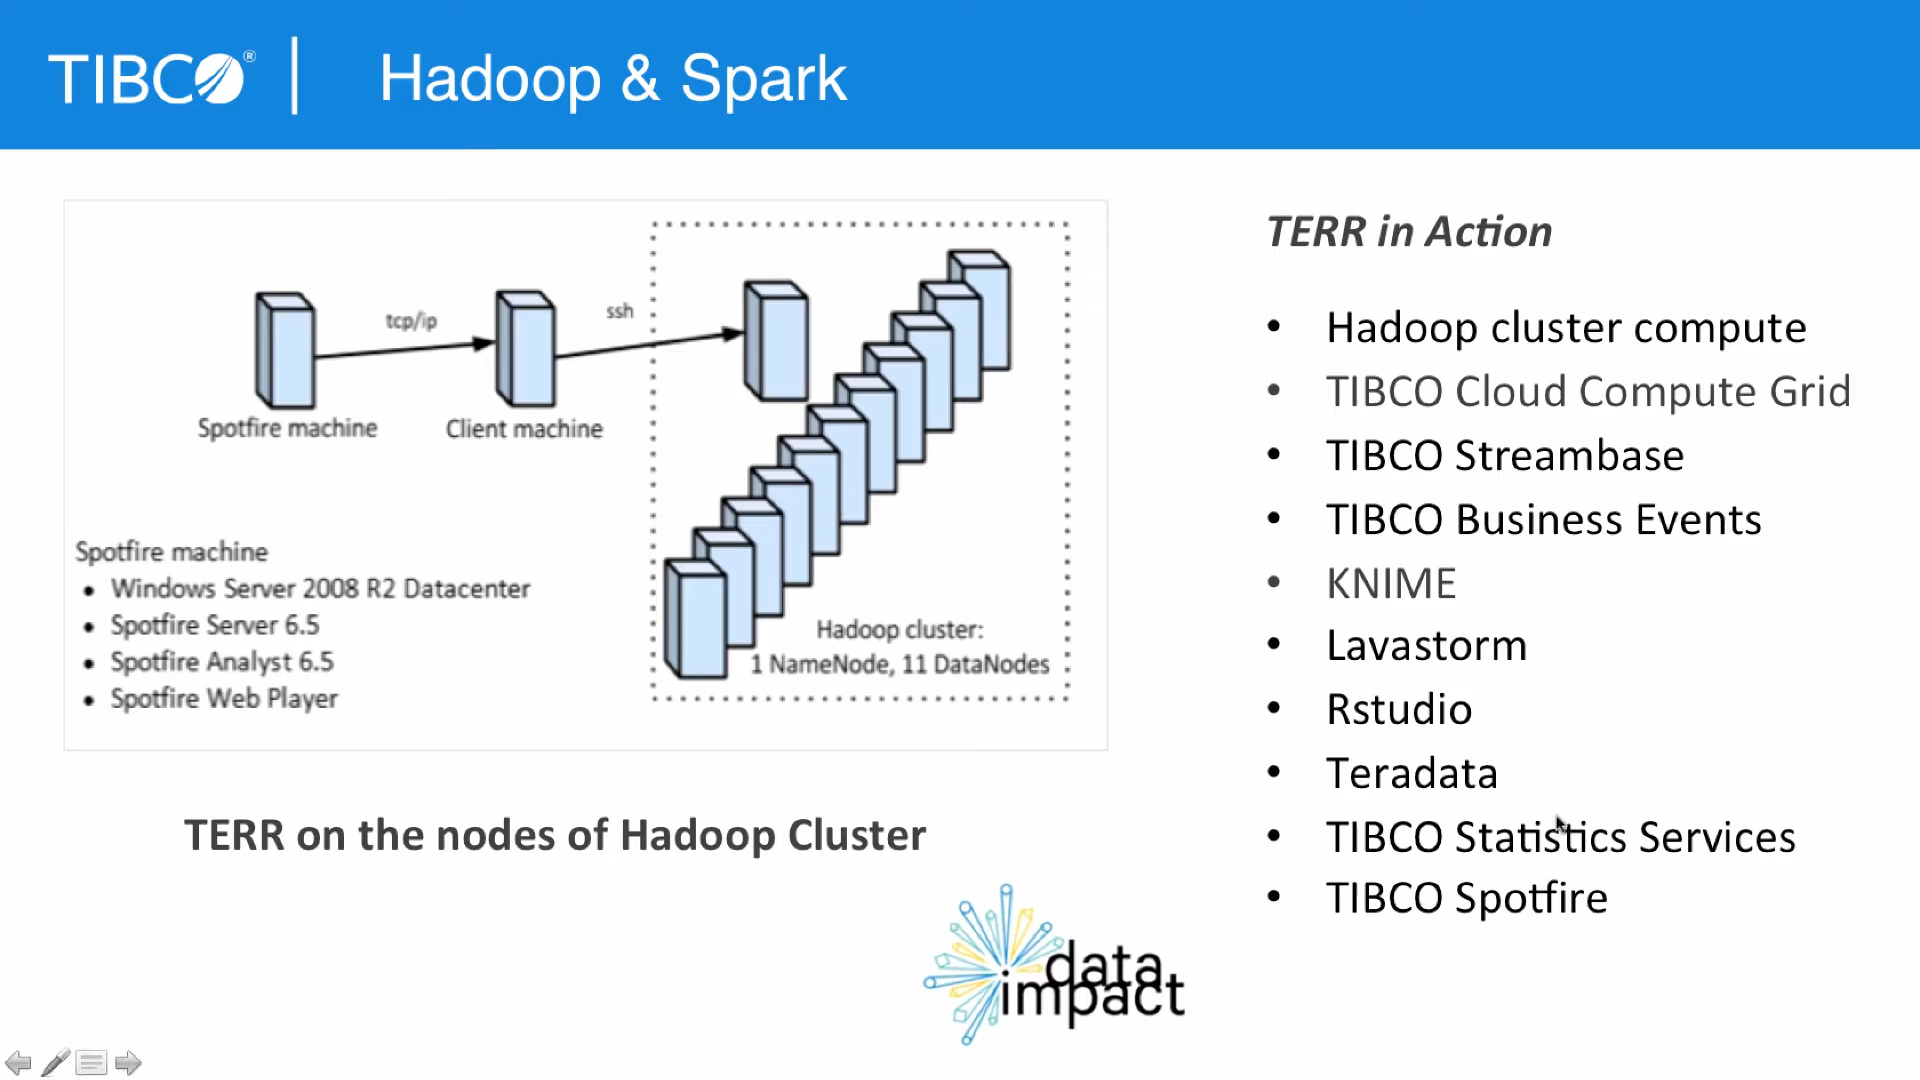 TIBCO®
Hadoop & Spark
tcp/ip
ssh
Spotfire machine
Client machine
Spotfire machine
• Windows Server 2008 R2 Datacenter
• Spotfire Server 6.5
• Spotfire Analyst 6.5
• Spotfire Web Player
Hadoop cluster:
1 NameNode, 11 DataNodes
TERR on the nodes of Hadoop Cluster
TERR in Action
• Hadoop cluster compute
• TIBCO Cloud Compute Grid
• TIBCO Streambase
• TIBCO Business Events
• KNIME
• Lavastorm
• Rstudio
• Teradata
• TIBCO Statistics Services
• TIBCO Spotfire
data
impact